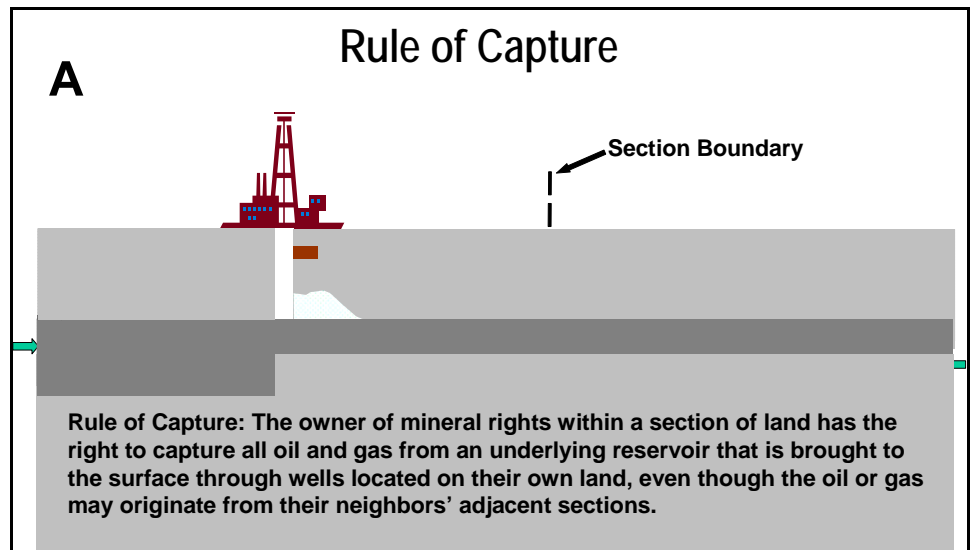 Rule of Capture
A
Section Boundary
Rule of Capture: The owner of mineral rights within a section of land has the
right to capture all oil and gas from an underlying reservoir that is brought to
the surface through wells located on their own land, even though the oil or gas
may originate from their neighbors’ adjacent sections.